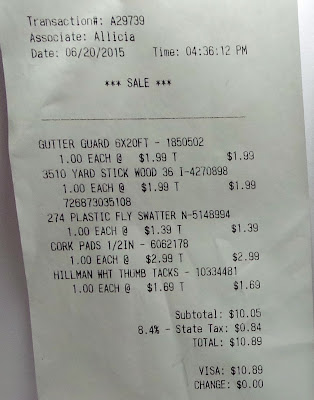 Transaction#: A29739
Associate: Allicia
Date: 06/20/2015 Time: 04:36:12 PM
*** SALE ***
GUTTER GUARD 6X20FT - 1850502
1.00 EACH @ $1.99 T $1.99
3510 YARD STICK WOOD 36 I-4270898
1.00 EACH @ $1.99 T $1.99
726873035108
274 PLASTIC FLY SWATTER N-5148994
1.00 EACH @ $1.39 T $1.39
CORK PADS 1/2IN - 6062178
1.00 EACH @ $2.99 T $2.99
HILLMAN WHT THUMB TACKS - 10334481
1.00 EACH @ $1.69 T $1.69
Subtotal: $10.05
8.4% - State Tax: $0.84
TOTAL: $10.89
VISA: $10.89
CHANGE: $0.00